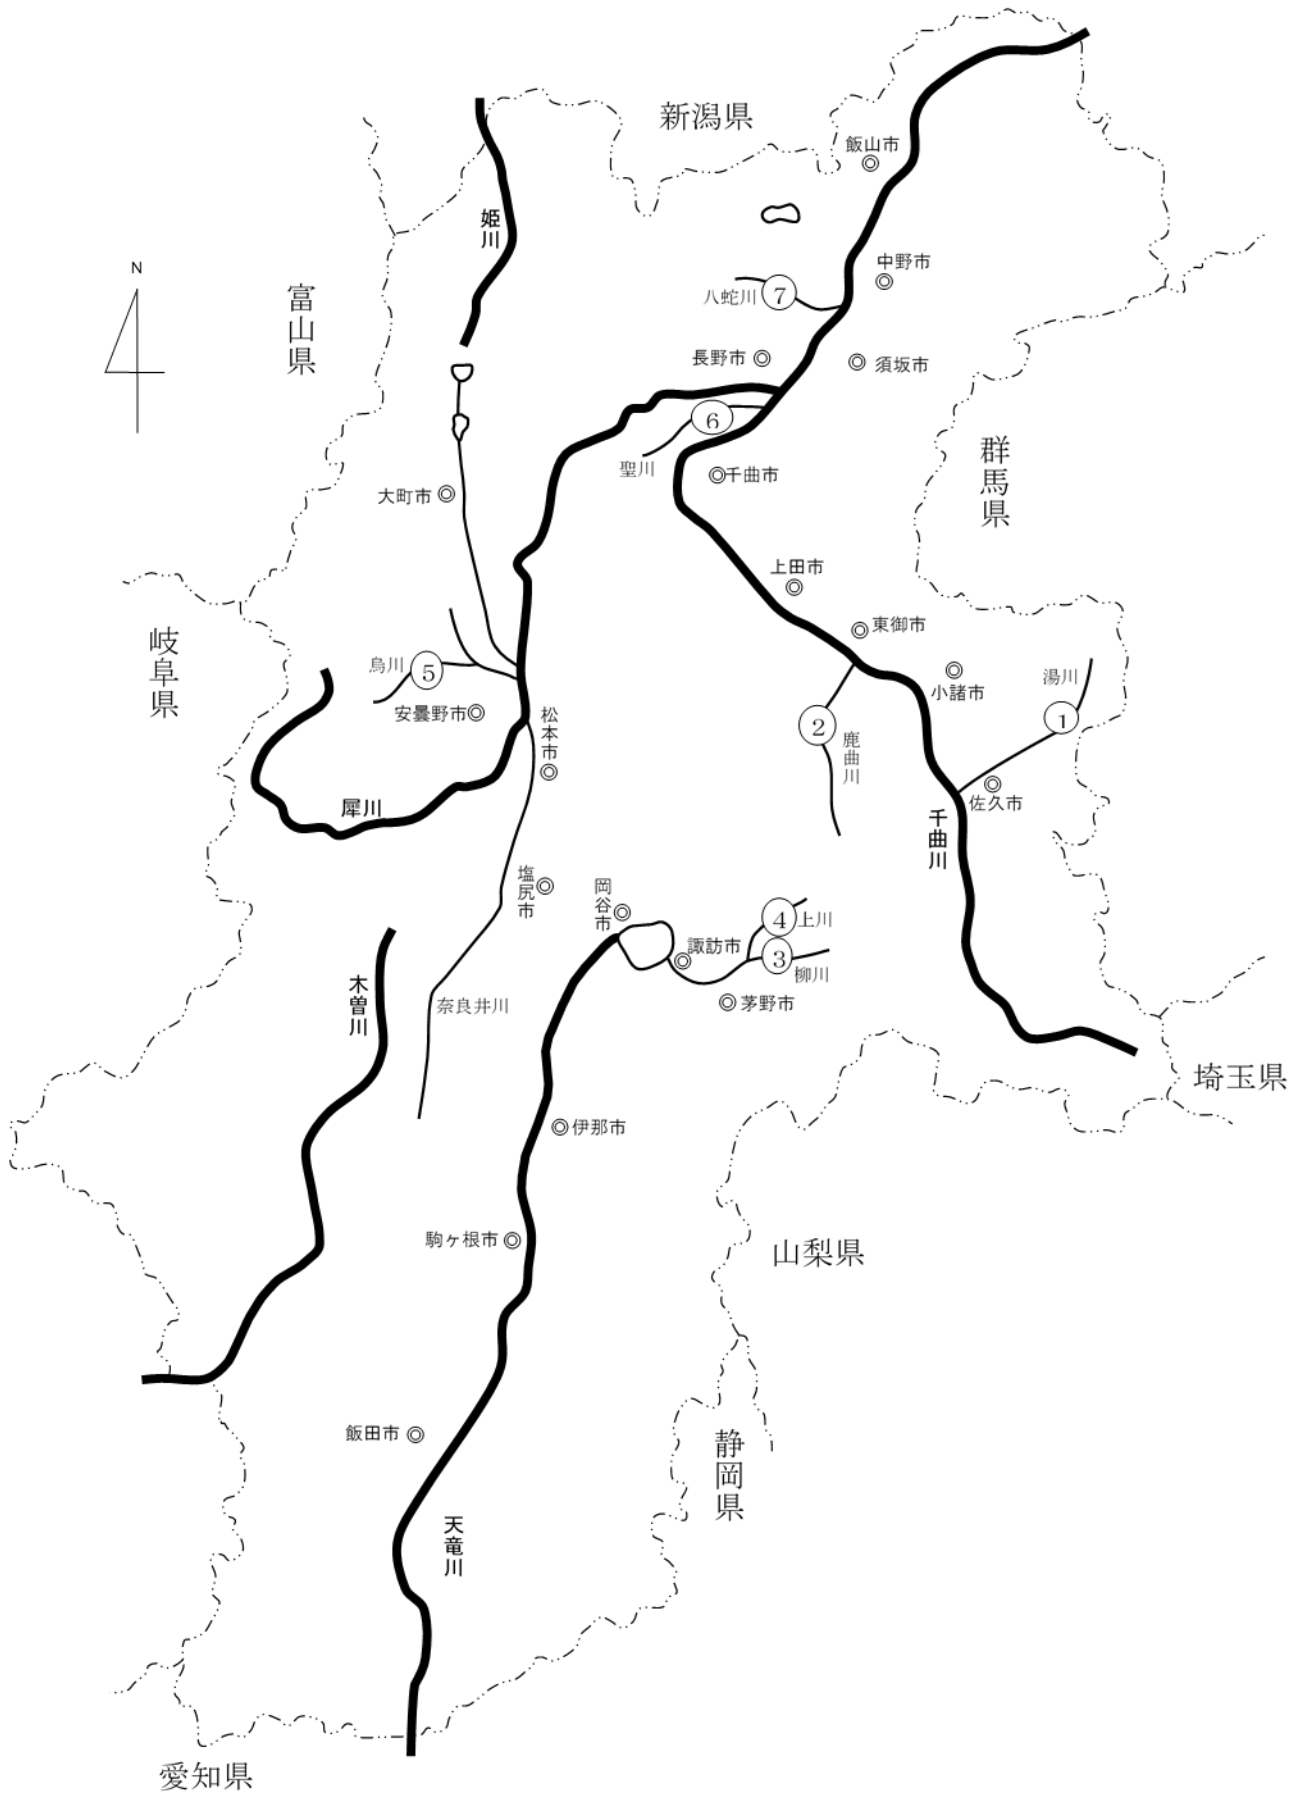 新潟県
飯山市
姫川
N
富山県
中野市
八蛇川
7
長野市
須坂市
6
聖川
千曲市
群馬県
大町市
上田市
東御市
岐阜県
烏川
5
小諸市
湯川
1
安曇野市
松本市
2
鹿曲川
犀川
佐久市
千曲川
塩尻市
岡谷市
4
上川
諏訪市
3
柳川
木曽川
奈良井川
茅野市
埼玉県
伊那市
駒ヶ根市
山梨県
飯田市
静岡県
天竜川
愛知県